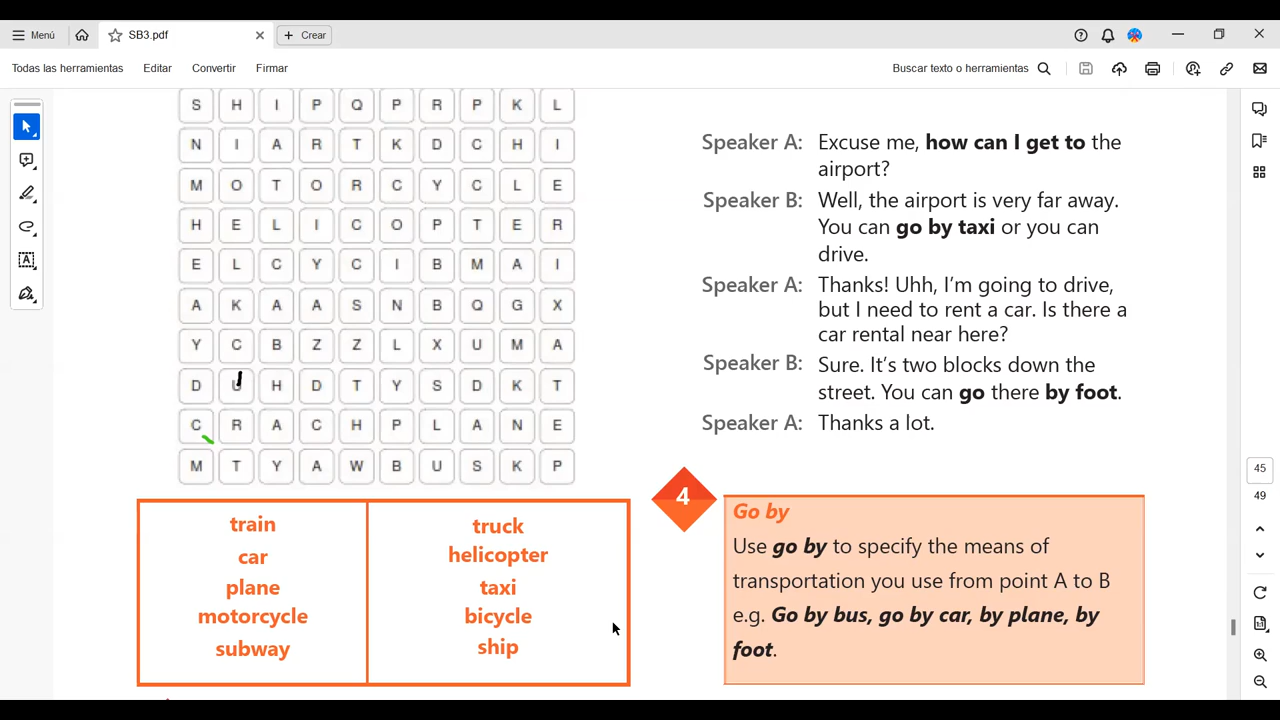 Menú
SB3.pdf
Crear
Todas las herramientas
Editar
Convertir
Firmar
Buscar texto o herramientas
S H I P Q P R P K L
N I A R T K D C H I
M O T O R C Y C L E
H E L I C O P T E R
E L C Y C I B M A I
A K A A S N B Q G X
Y C B Z Z L X U M A
D U H D T Y S D K T
C R A C H P L A N E
M T Y A W B U S K P
train
car
plane
motorcycle
subway
truck
helicopter
taxi
bicycle
ship
Speaker A: Excuse me, how can I get to the
airport?
Speaker B: Well, the airport is very far away.
You can go by taxi or you can
drive.
Speaker A: Thanks! Uhh, I'm going to drive,
but I need to rent a car. Is there a
car rental near here?
Speaker B: Sure. It's two blocks down the
street. You can go there by foot.
Speaker A: Thanks a lot.
4
Go by
Use go by to specify the means of
transportation you use from point A to B
e.g. Go by bus, go by car, by plane, by
foot.
45
49